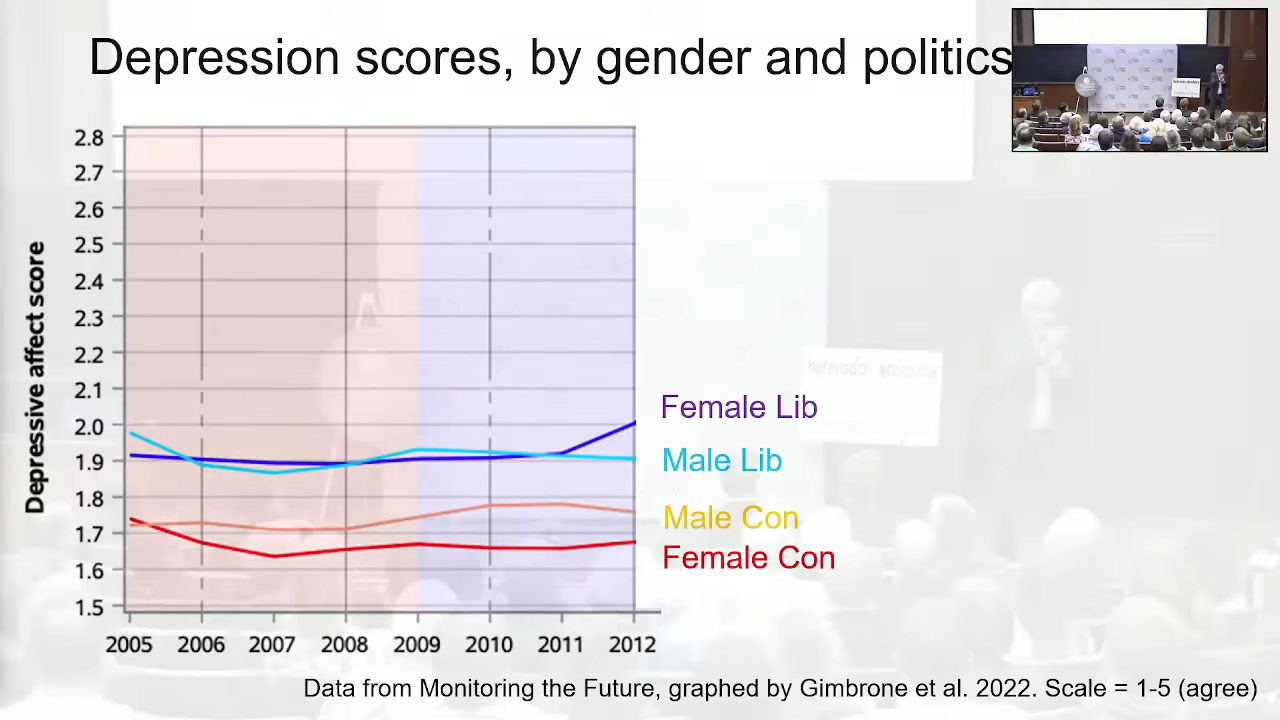 Depression scores, by gender and politics
Depressive affect score
2.8
2.7
2.6
2.5
2.4
2.3
2.2
2.1
2.0
1.9
1.8
1.7
1.6
1.5
2005 2006 2007 2008 2009 2010 2011 2012
Female Lib
Male Lib
Male Con
Female Con
Data from Monitoring the Future, graphed by Gimbrone et al. 2022. Scale = 1-5 (agree)